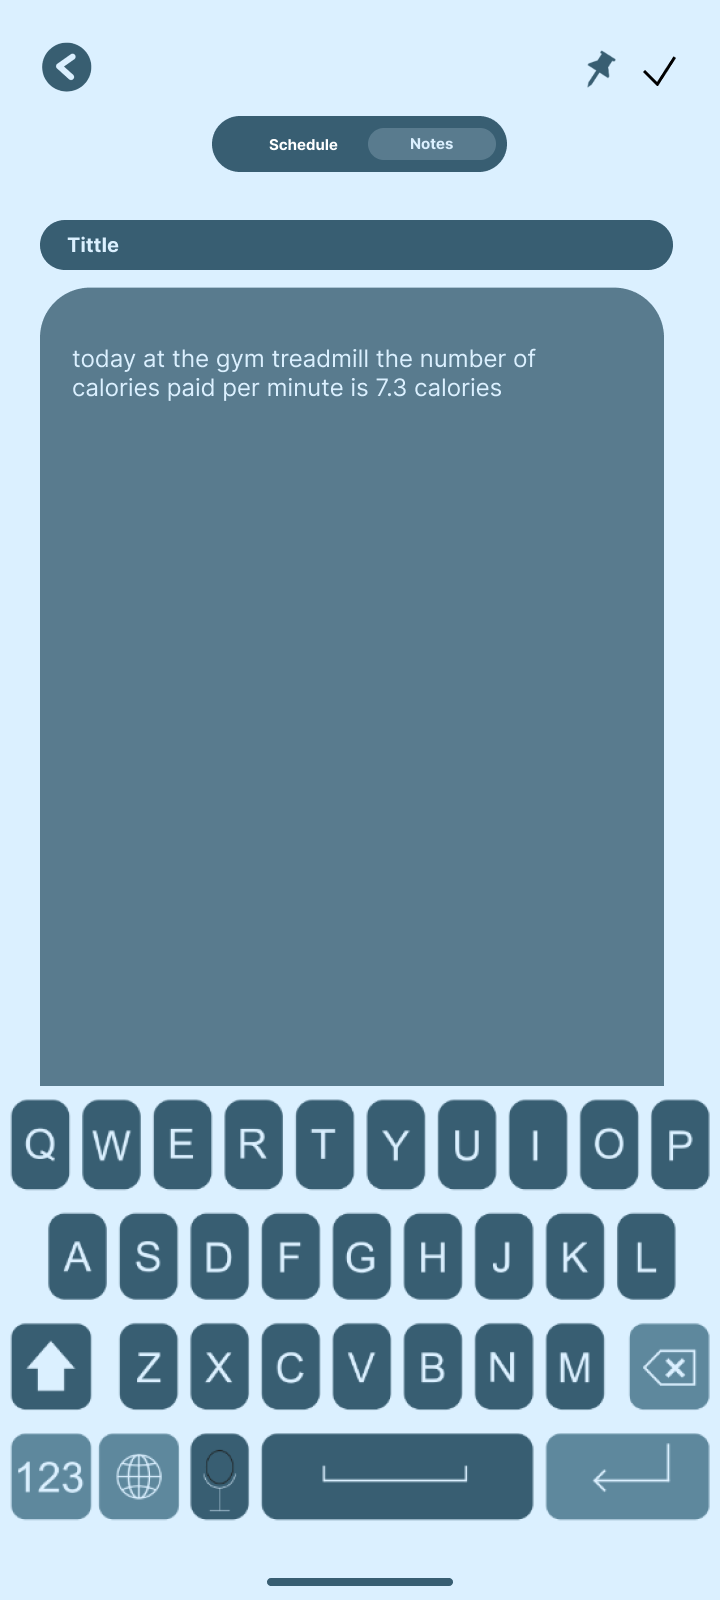 Schedule Notes
Tittle
today at the gym treadmill the number of
calories paid per minute is 7.3 calories
Q W E R T Y U I O P
A S D F G H J K L
Z X C V B N M
123